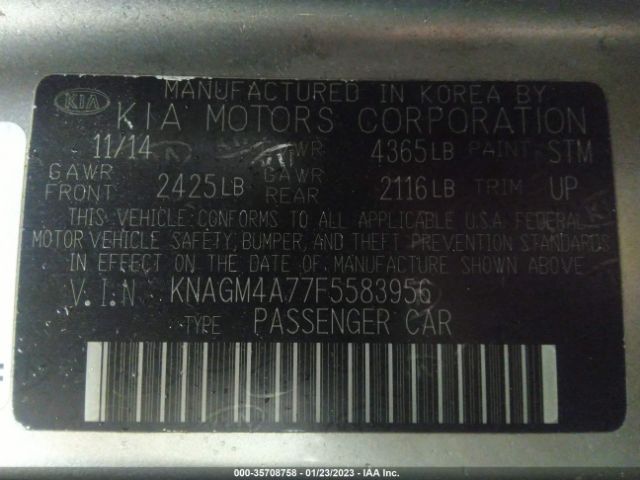 MANUFACTURED IN KOREA BY
KIA KIA MOTORS CORPORATION
11/14 4365LB PAINT STM
GAWR FRONT 2425LB GAWR REAR 2116LB TRIM UP
THIS VEHICLE CONFORMS TO ALL APPLICABLE U.S.A. FEDERAL
MOTOR VEHICLE SAFETY, BUMPER, AND THEFT PREVENTION STANDARDS
IN EFFECT ON THE DATE OF MANUFACTURE SHOWN ABOVE
V.I.N KNAGM4A77F5583956
TYPE PASSENGER CAR
000-35708758 - 01/23/2023 - IAA Inc.